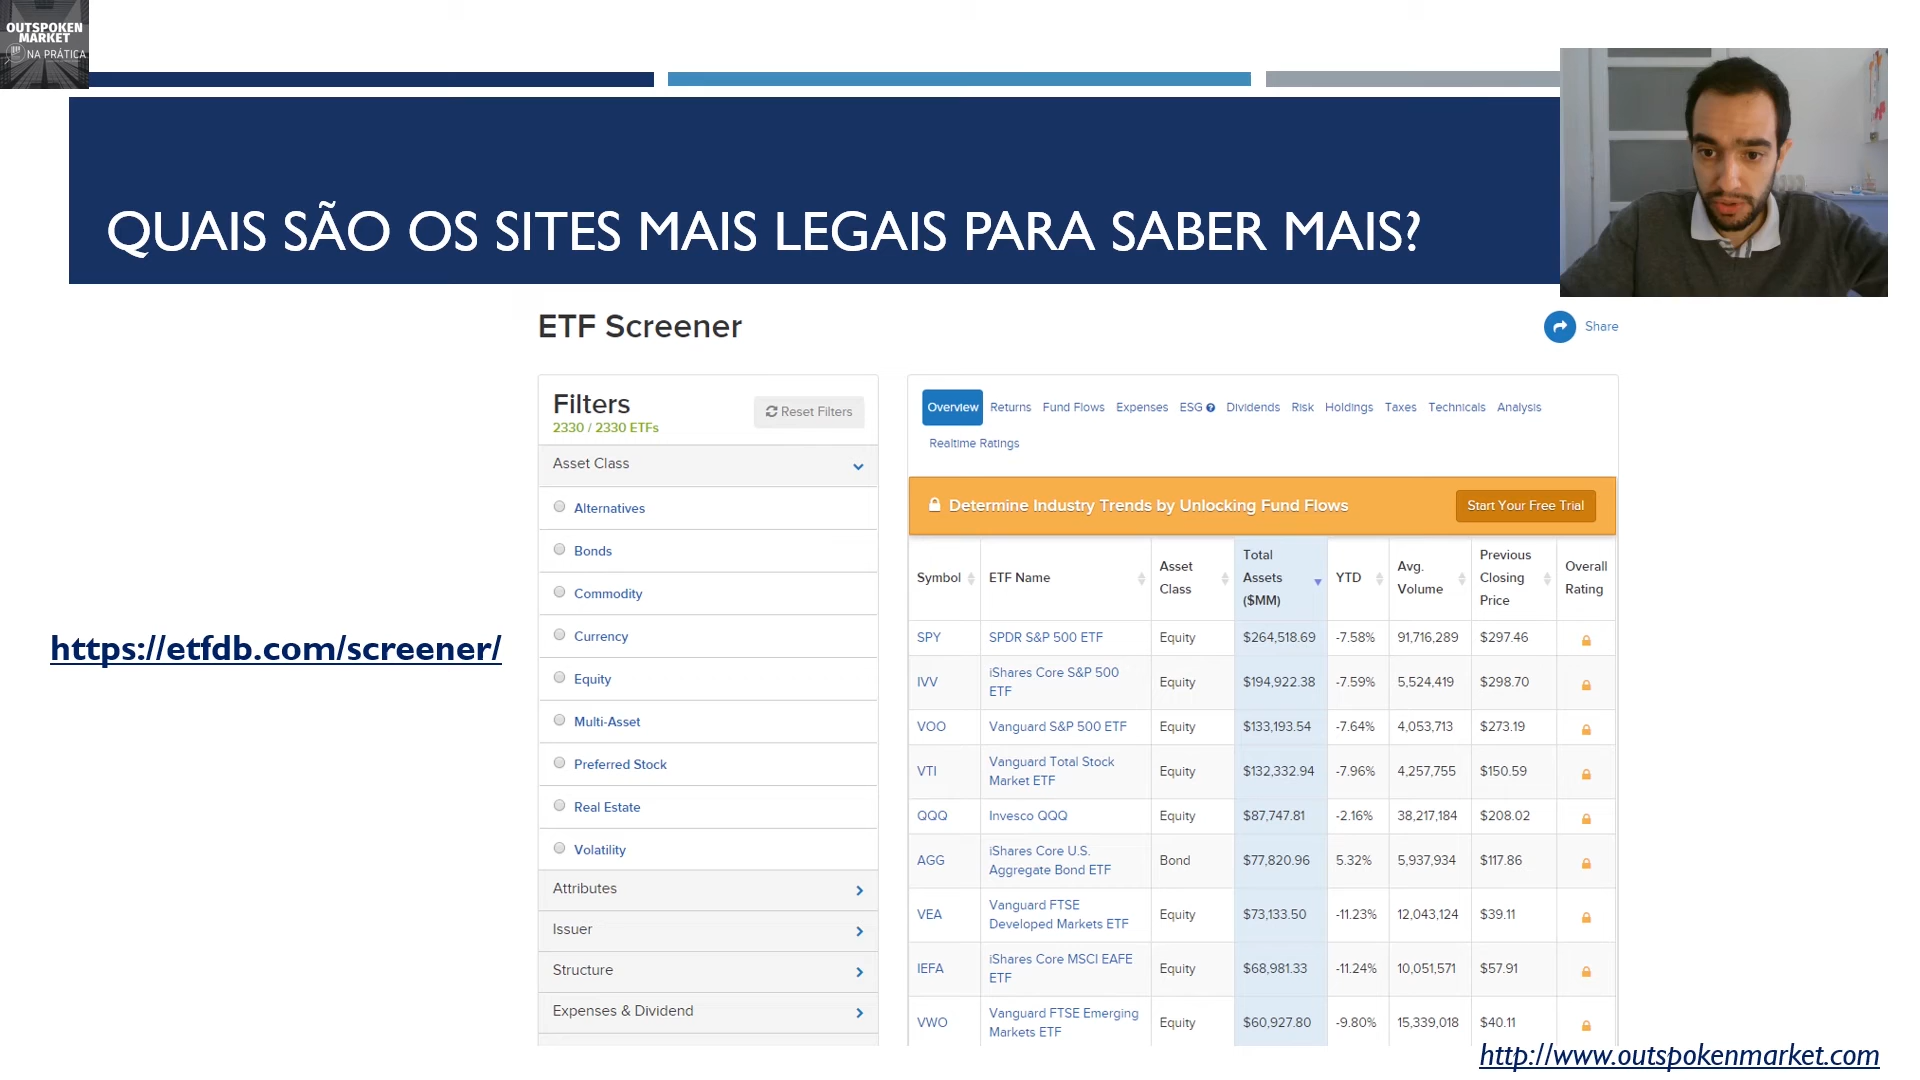 OUTSPOKEN
MARKET
NA PRÁTICA
QUAIS SÃO OS SITES MAIS LEGAIS PARA SABER MAIS?
ETF Screener
Share
Filters
2330 / 2330 ETFs
Reset Filters
Asset Class
Alternatives
Bonds
Commodity
Currency
Equity
Multi-Asset
Preferred Stock
Real Estate
Volatility
Attributes
Issuer
Structure
Expenses & Dividend
https://etfdb.com/screener/
Overview Returns Fund Flows Expenses ESG Dividends Risk Holdings Taxes Technicals Analysis
Realtime Ratings
Determine Industry Trends by Unlocking Fund Flows
Start Your Free Trial
Symbol
ETF Name
Asset
Class
Total
Assets
($MM)
YTD
Avg.
Volume
Previous
Closing
Price
Overall
Rating
SPY SPDR S&P 500 ETF Equity $264,518.69 -7.58% 91,716,289 $297.46
IVV iShares Core S&P 500
ETF Equity $194,922.38 -7.59% 5,524,419 $298.70
VOO Vanguard S&P 500 ETF Equity $133,193.54 -7.64% 4,053,713 $273.19
VTI Vanguard Total Stock
Market ETF Equity $132,332.94 -7.96% 4,257,755 $150.59
QQQ Invesco QQQ Equity $87,747.81 -2.16% 38,217,184 $208.02
AGG iShares Core U.S.
Aggregate Bond ETF Bond $77,820.96 5.32% 5,937,934 $117.86
VEA Vanguard FTSE
Developed Markets ETF Equity $73,133.50 -11.23% 12,043,124 $39.11
IEFA iShares Core MSCI EAFE
ETF Equity $68,981.33 -11.24% 10,051,571 $57.91
VWO Vanguard FTSE Emerging
Markets ETF Equity $60,927.80 -9.80% 15,339,018 $40.11
http://www.outspokenmarket.com